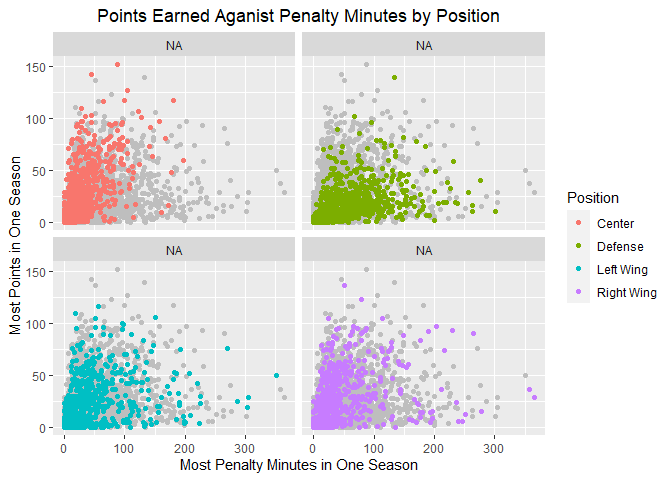 Points Earned Aganist Penalty Minutes by Position
NA
NA
150
100
50
0
NA
NA
150
100
50
0
0
100
200
300
0
100
200
300
Most Points in One Season
Most Penalty Minutes in One Season
Position
Center
Defense
Left Wing
Right Wing